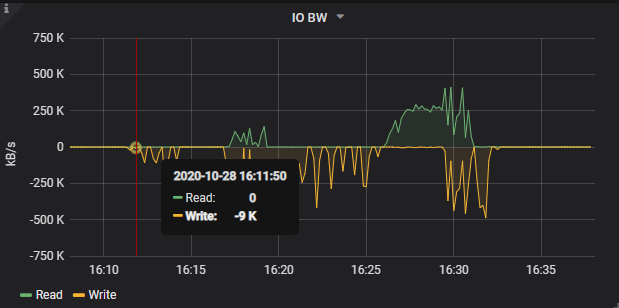 i
IO BW
750 K
500 K
250 K
0
-250 K
-500 K
-750 K
kB/s
2020-10-28 16:11:50
Read: 0
Write: -9 K
16:10 16:15 16:20 16:25 16:30 16:35
Read Write